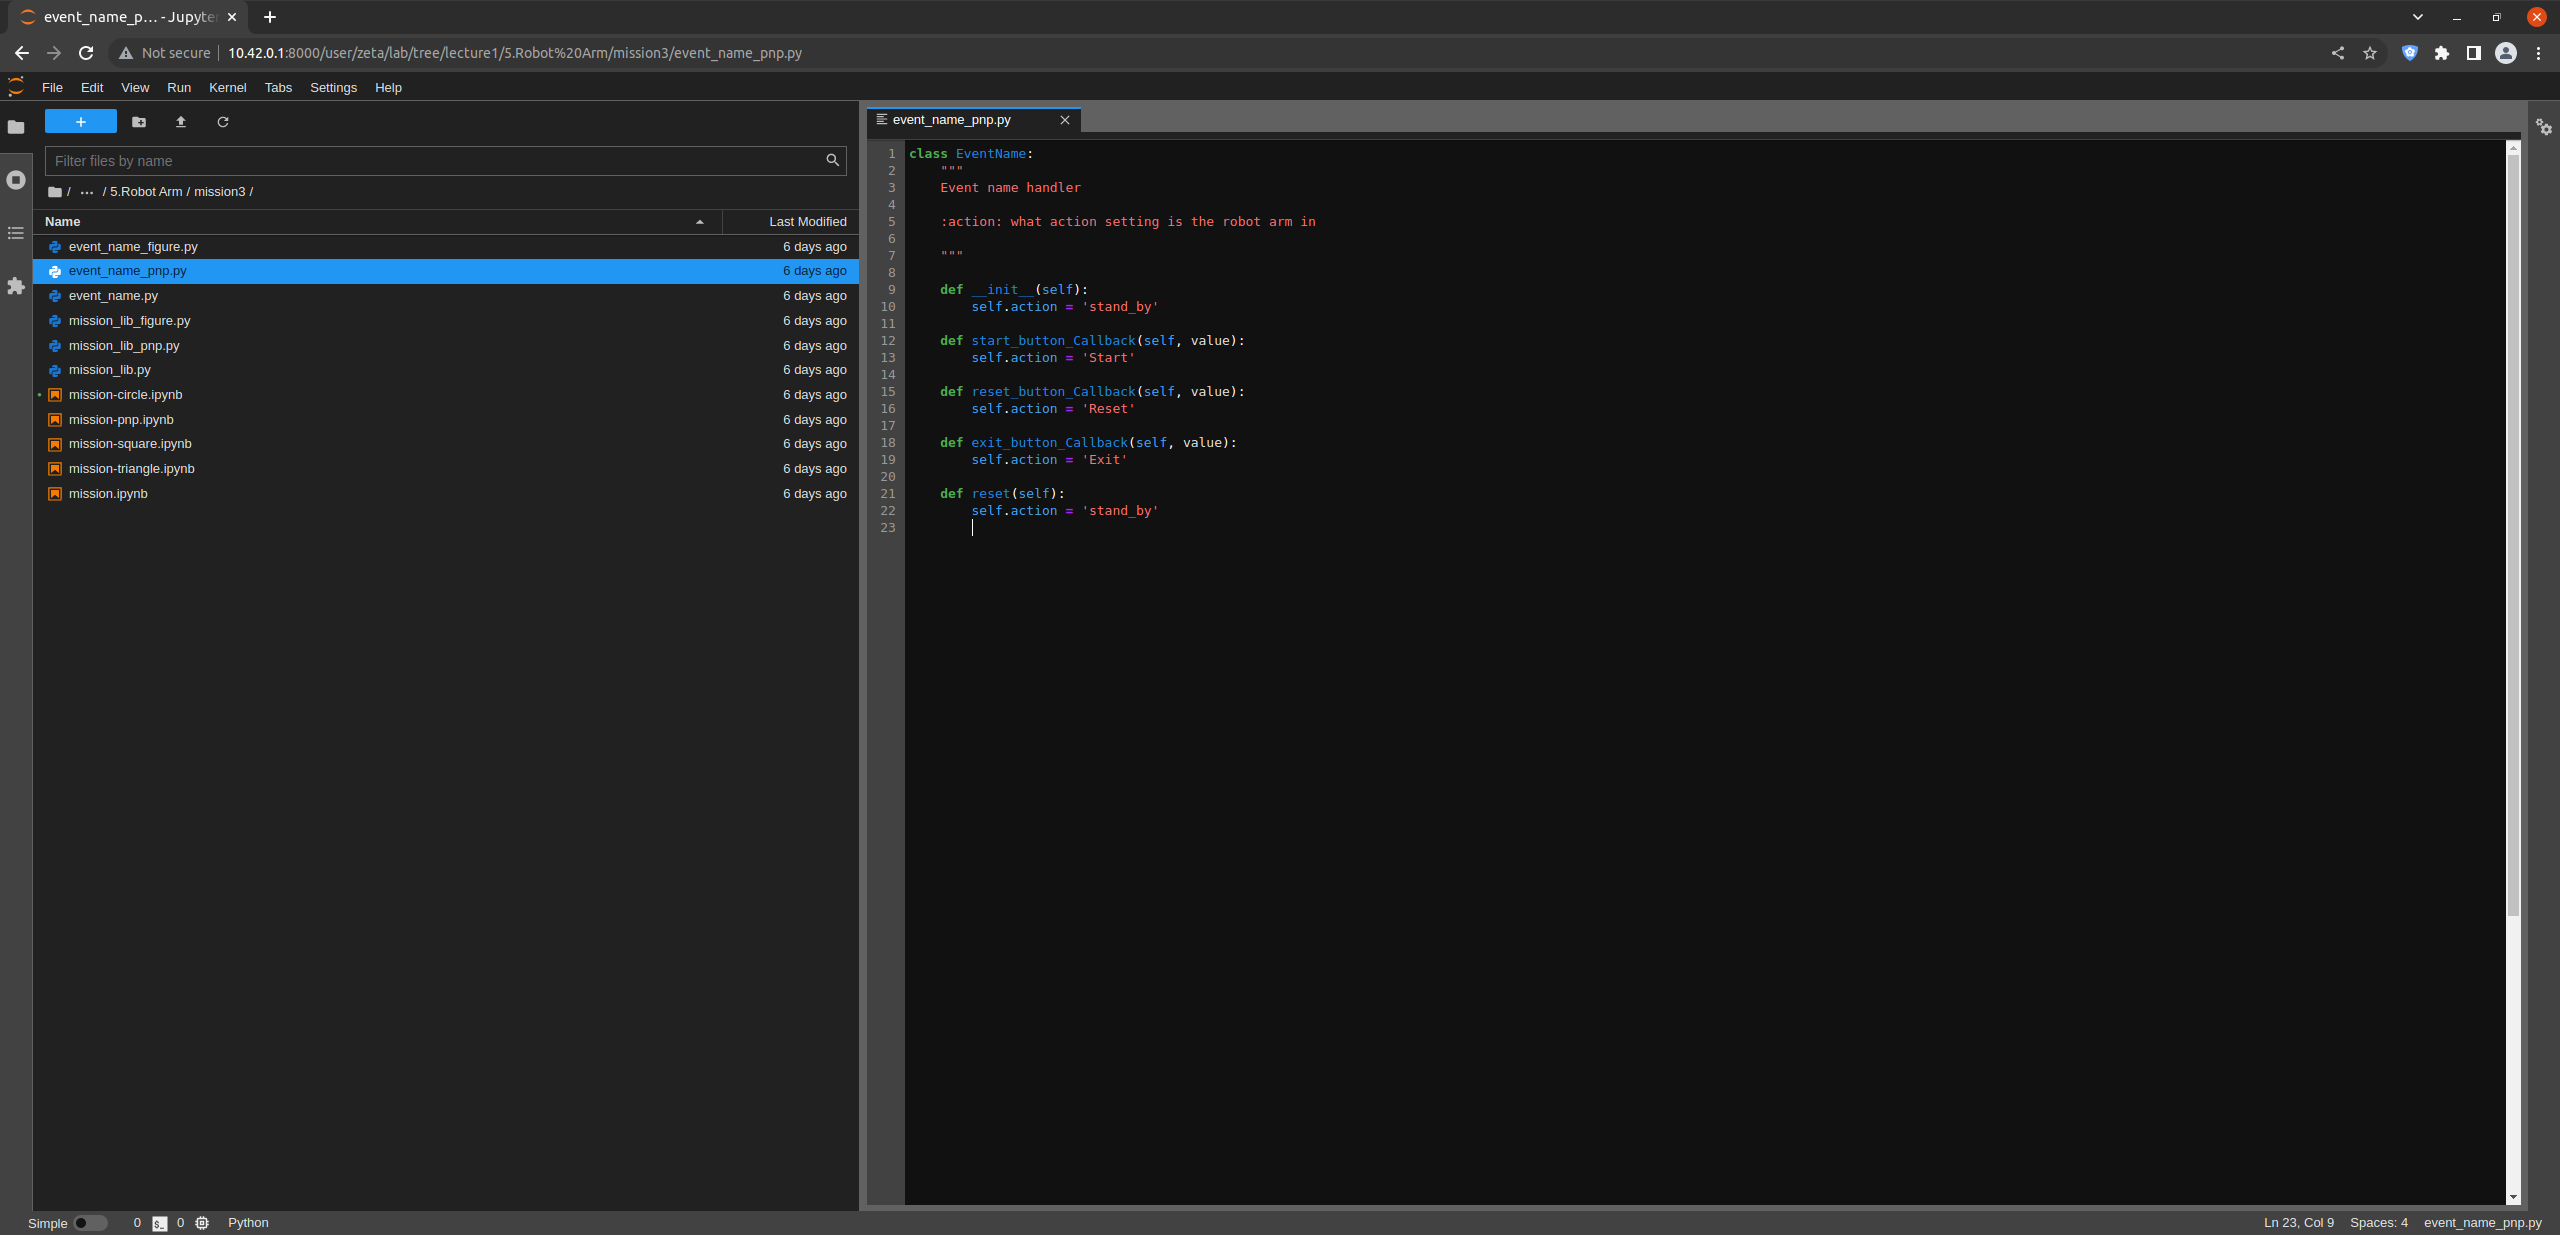 event_name_p... - Jupyte
Not secure | 10.42.0.1:8000/user/zeta/lab/tree/lecture1/5.Robot%20Arm/mission3/event_name_pnp.py
File Edit View Run Kernel Tabs Settings Help
Filter files by name
/ ... / 5.Robot Arm / mission3 /
Name Last Modified
event_name_figure.py 6 days ago
event_name_pnp.py 6 days ago
event_name.py 6 days ago
mission_lib_figure.py 6 days ago
mission_lib_pnp.py 6 days ago
mission_lib.py 6 days ago
mission-circle.ipynb 6 days ago
mission-pnp.ipynb 6 days ago
mission-square.ipynb 6 days ago
mission-triangle.ipynb 6 days ago
mission.ipynb 6 days ago
event_name_pnp.py
1 class EventName:
2     """
3     Event name handler
4
5     :action: what action setting is the robot arm in
6
7     """
8
9     def __init__(self):
10         self.action = 'stand_by'
11
12     def start_button_Callback(self, value):
13         self.action = 'Start'
14
15     def reset_button_Callback(self, value):
16         self.action = 'Reset'
17
18     def exit_button_Callback(self, value):
19         self.action = 'Exit'
20
21     def reset(self):
22         self.action = 'stand_by'
23
Simple 0 $_ 0 Python Ln 23, Col 9 Spaces: 4 event_name_pnp.py